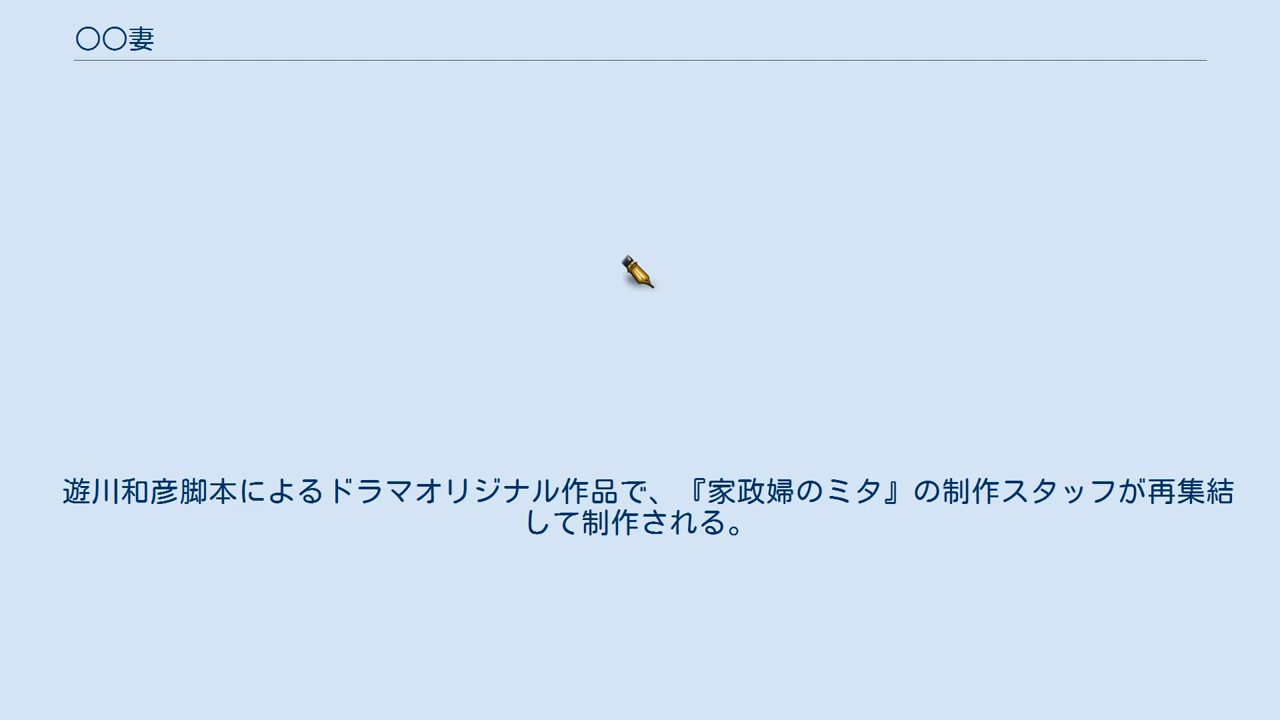 〇〇妻
遊川和彦脚本によるドラマオリジナル作品で、『家政婦のミタ』の制作スタッフが再集結
して制作される。